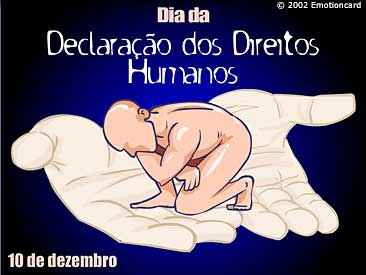 © 2002 Emotioncard
Dia da
Declaração dos Direitos
Humanos
10 de dezembro